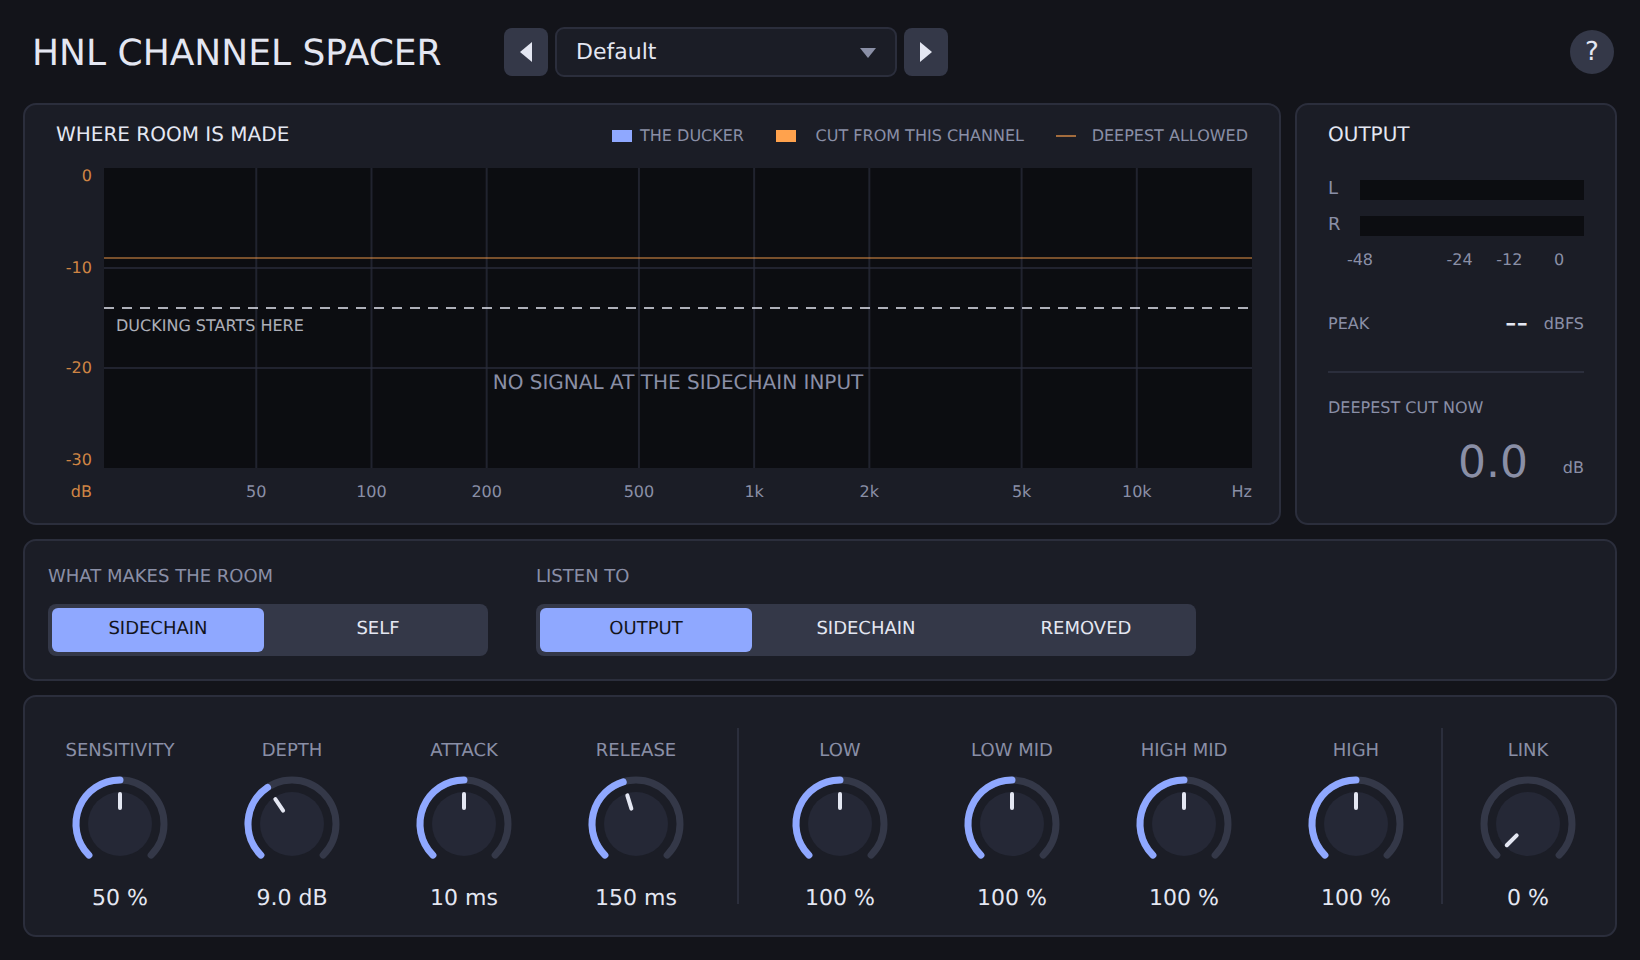 HNL CHANNEL SPACER
Default
?
WHERE ROOM IS MADE
THE DUCKER
CUT FROM THIS CHANNEL
DEEPEST ALLOWED
0
-10
DUCKING STARTS HERE
-20
NO SIGNAL AT THE SIDECHAIN INPUT
-30
dB 50 100 200 500 1k 2k 5k 10k Hz
OUTPUT
L
R
-48 -24 -12 0
PEAK -- dBFS
DEEPEST CUT NOW
0.0 dB
WHAT MAKES THE ROOM
SIDECHAIN SELF
LISTEN TO
OUTPUT SIDECHAIN REMOVED
SENSITIVITY DEPTH ATTACK RELEASE LOW LOW MID HIGH MID HIGH LINK
50 % 9.0 dB 10 ms 150 ms 100 % 100 % 100 % 100 % 0 %